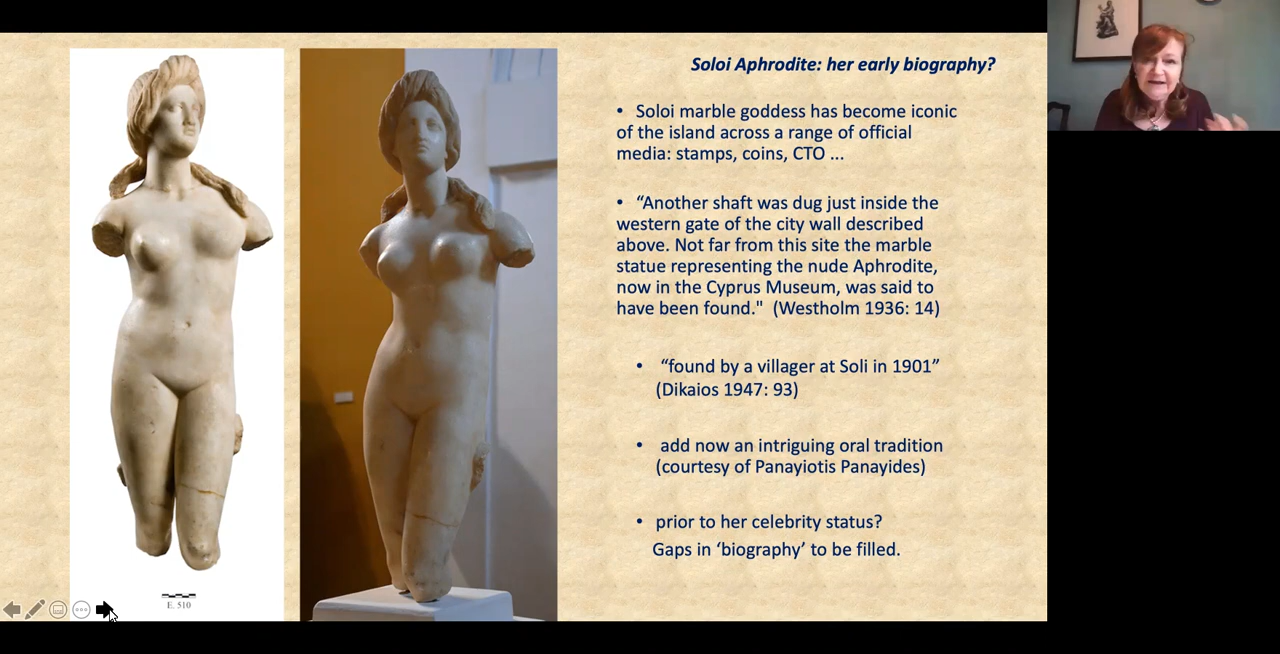 Soloi Aphrodite: her early biography?
• Soloi marble goddess has become iconic
of the island across a range of official
media: stamps, coins, CTO ...
• “Another shaft was dug just inside the
western gate of the city wall described
above. Not far from this site the marble
statue representing the nude Aphrodite,
now in the Cyprus Museum, was said to
have been found." (Westholm 1936: 14)
• “found by a villager at Soli in 1901”
(Dikaios 1947: 93)
• add now an intriguing oral tradition
(courtesy of Panayiotis Panayides)
• prior to her celebrity status?
Gaps in ‘biography’ to be filled.
E. 510